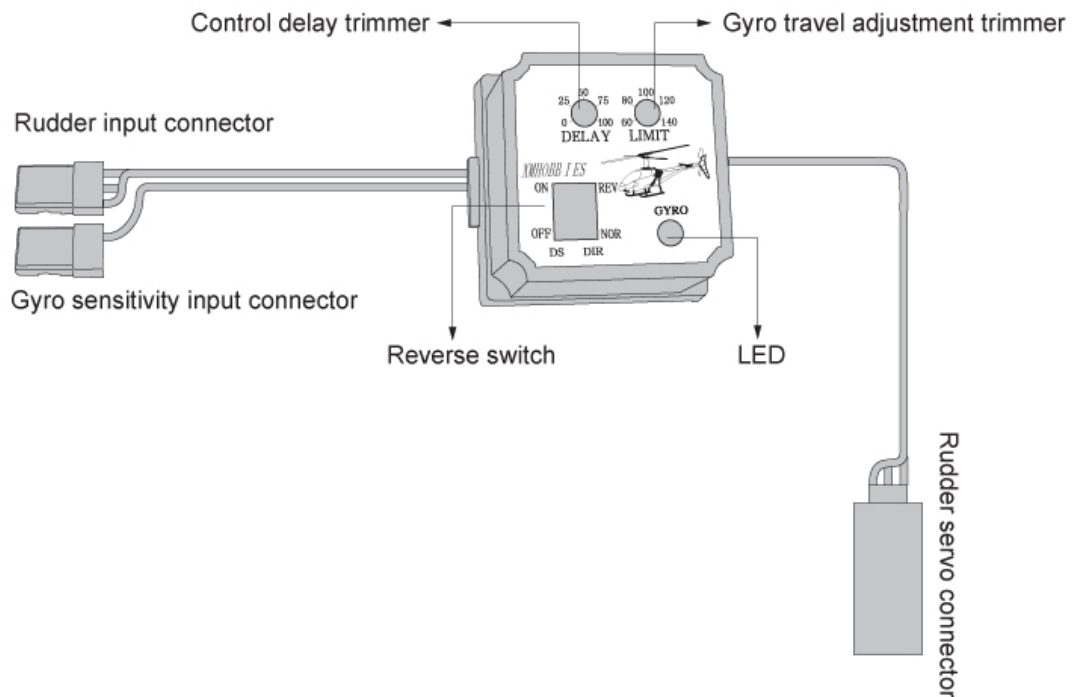 Control delay trimmer
Gyro travel adjustment trimmer
Rudder input connector
0 25 50 75 100
60 80 100 120 140
DELAY LIMIT
XMHOBBIES
ON REV
GYRO
OFF NOR
DS DIR
Gyro sensitivity input connector
Reverse switch
LED
Rudder servo connector